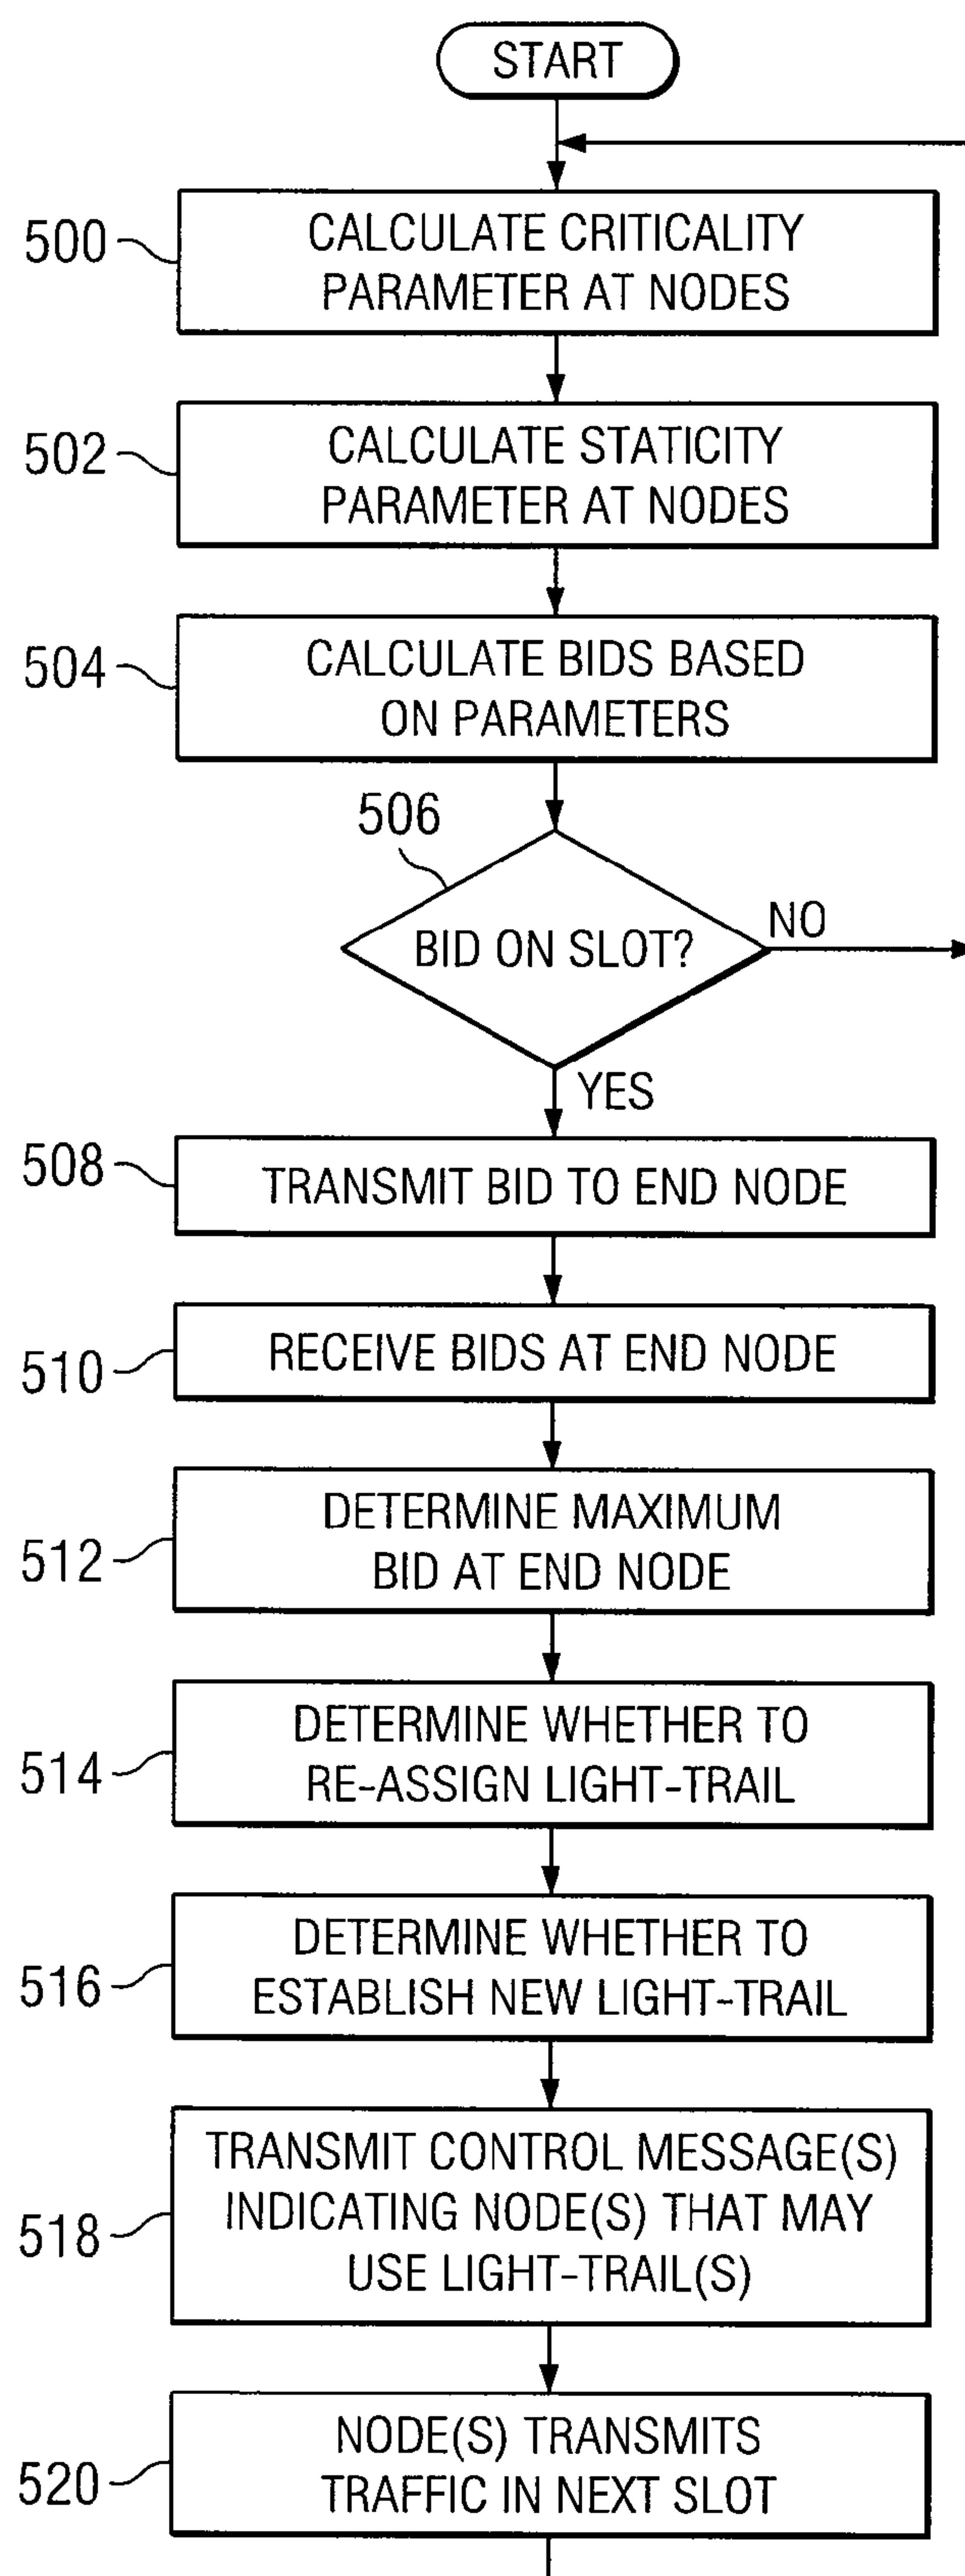 START
500
CALCULATE CRITICALITY
PARAMETER AT NODES
502
CALCULATE STATICITY
PARAMETER AT NODES
504
CALCULATE BIDS BASED
ON PARAMETERS
506
BID ON SLOT?
NO
YES
508
TRANSMIT BID TO END NODE
510
RECEIVE BIDS AT END NODE
512
DETERMINE MAXIMUM
BID AT END NODE
514
DETERMINE WHETHER TO
RE-ASSIGN LIGHT-TRAIL
516
DETERMINE WHETHER TO
ESTABLISH NEW LIGHT-TRAIL
518
TRANSMIT CONTROL MESSAGE(S)
INDICATING NODE(S) THAT MAY
USE LIGHT-TRAIL(S)
520
NODE(S) TRANSMITS
TRAFFIC IN NEXT SLOT